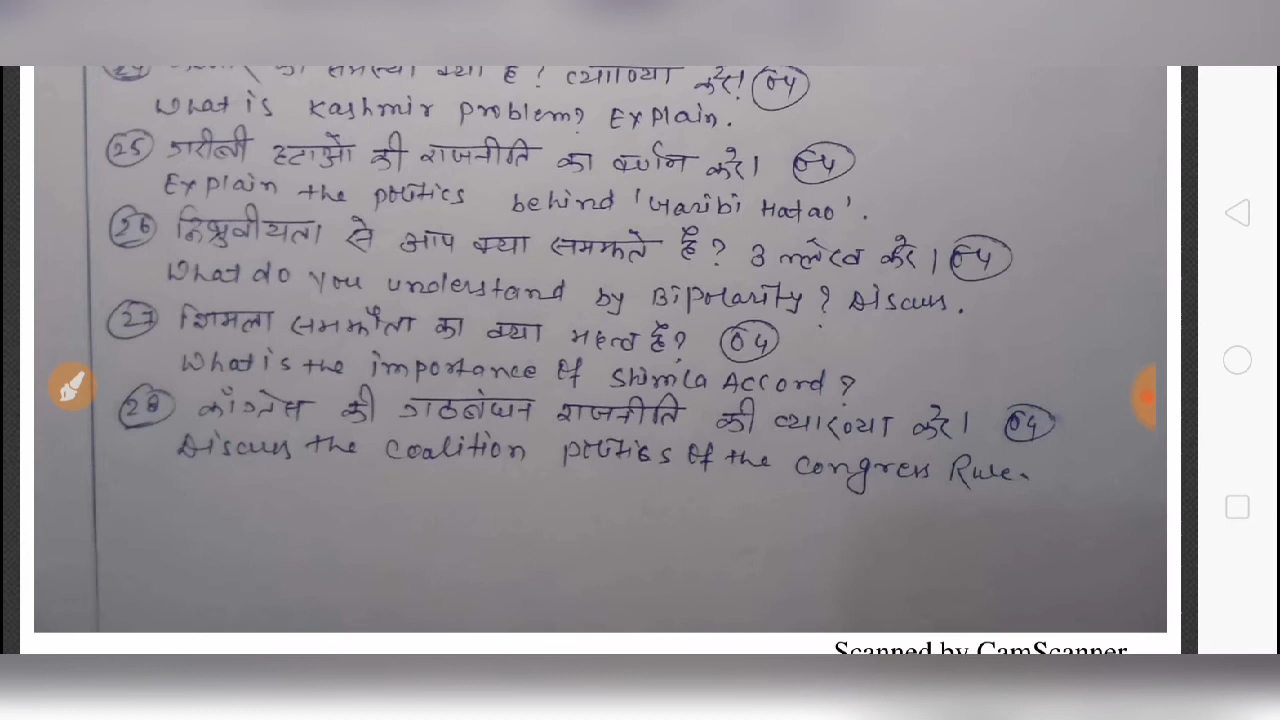 की समस्या क्या है? व्याख्या करें! 04
What is Kashmir problem? Explain.
25 गरीबी हटाओ की राजनीति का वर्णन करें। 04
Explain the politics behind 'Garibi Hatao'.
26 द्विध्रुवीयता से आप क्या समझते हैं? उल्लेख करें। 04
What do you understand by Bipolarity? Discuss.
27 शिमला समझौता का क्या महत्व है? 04
What is the importance of Shimla Accord?
28 काँग्रेस की गठबंधन राजनीति की व्याख्या करें। 04
Discuss the coalition politics of the Congress Rule.
Scanned by CamScanner